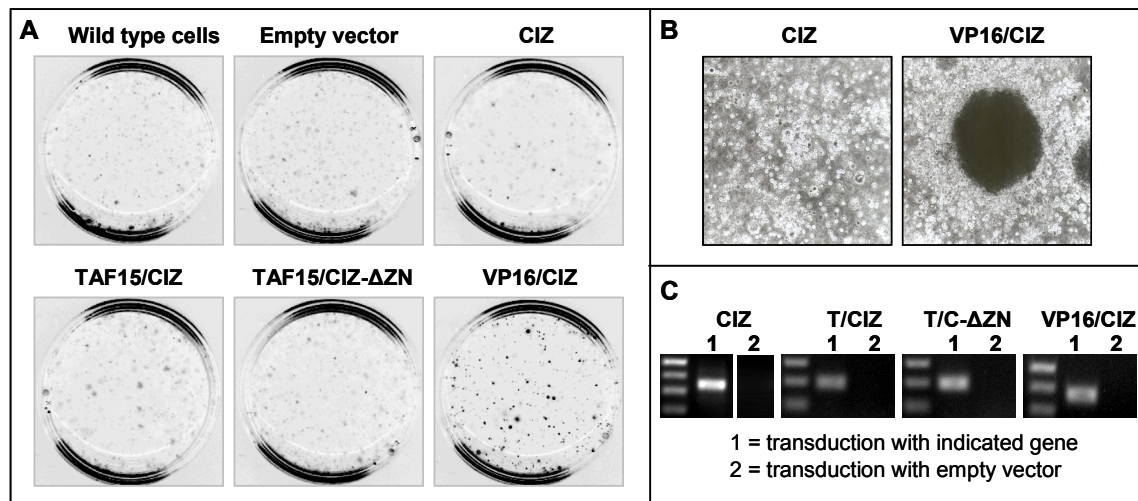 A
Wild type cells Empty vector CIZ
TAF15/CIZ TAF15/CIZ-ΔZN VP16/CIZ
B
CIZ VP16/CIZ
C
CIZ T/CIZ T/C-ΔZN VP16/CIZ
1 2 1 2 1 2 1 2
1 = transduction with indicated gene
2 = transduction with empty vector